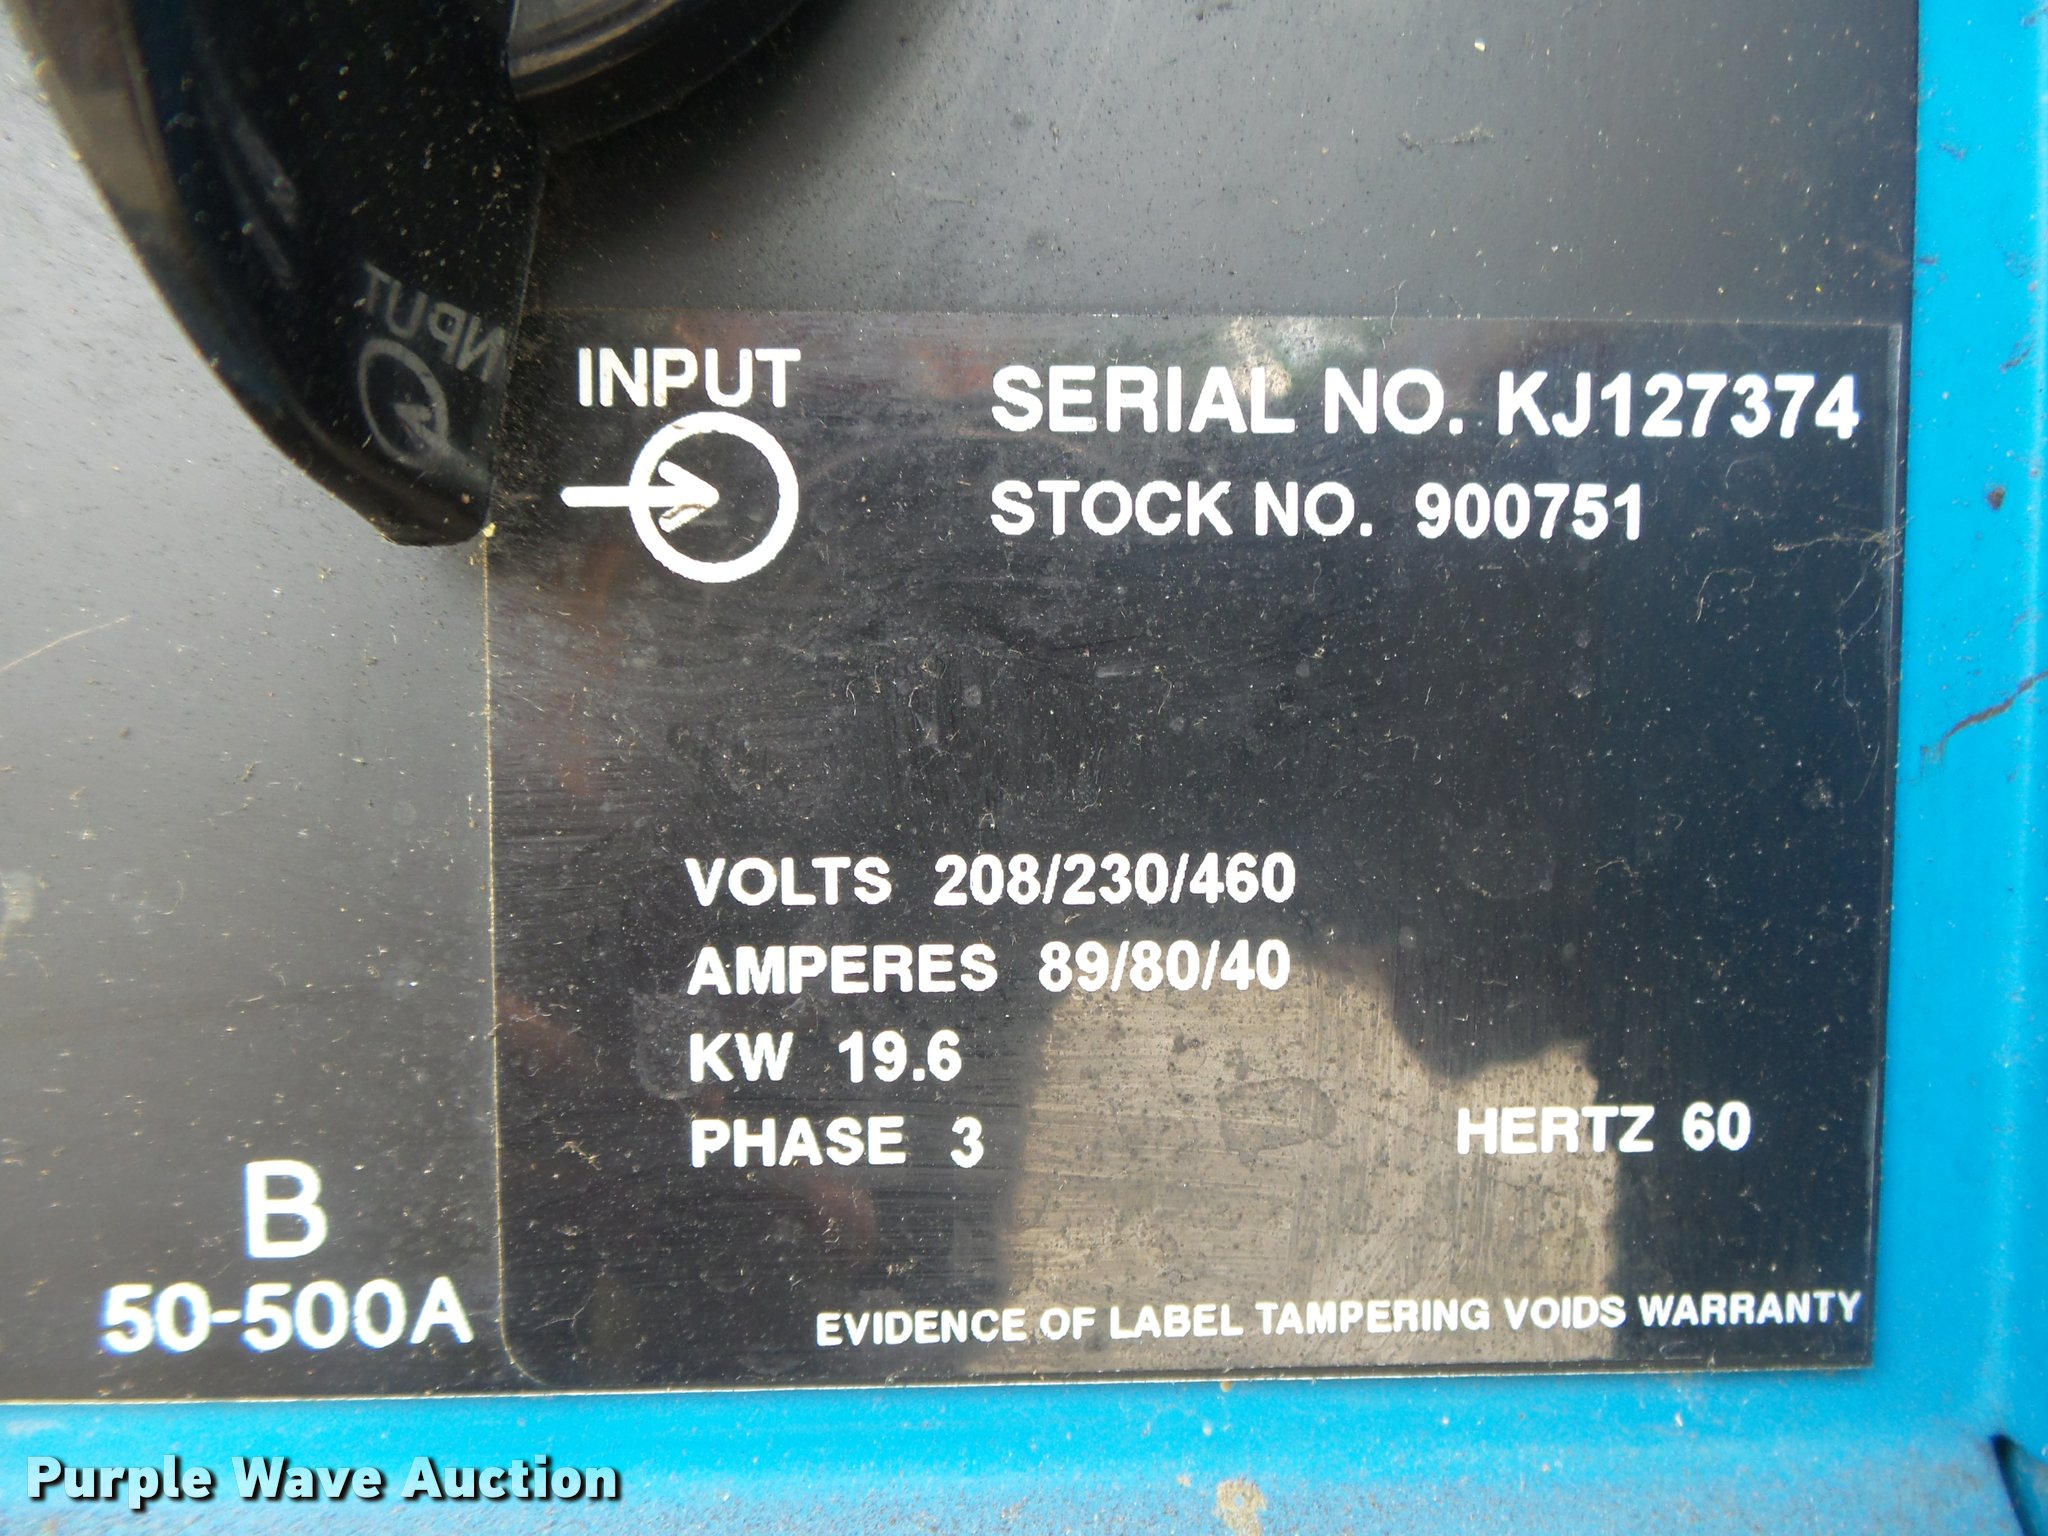 INPUT
SERIAL NO. KJ127374
STOCK NO. 900751
VOLTS 208/230/460
AMPERES 89/80/40
KW 19.6
PHASE 3 HERTZ 60
EVIDENCE OF LABEL TAMPERING VOIDS WARRANTY
B
50-500A
INPUT
Purple Wave Auction